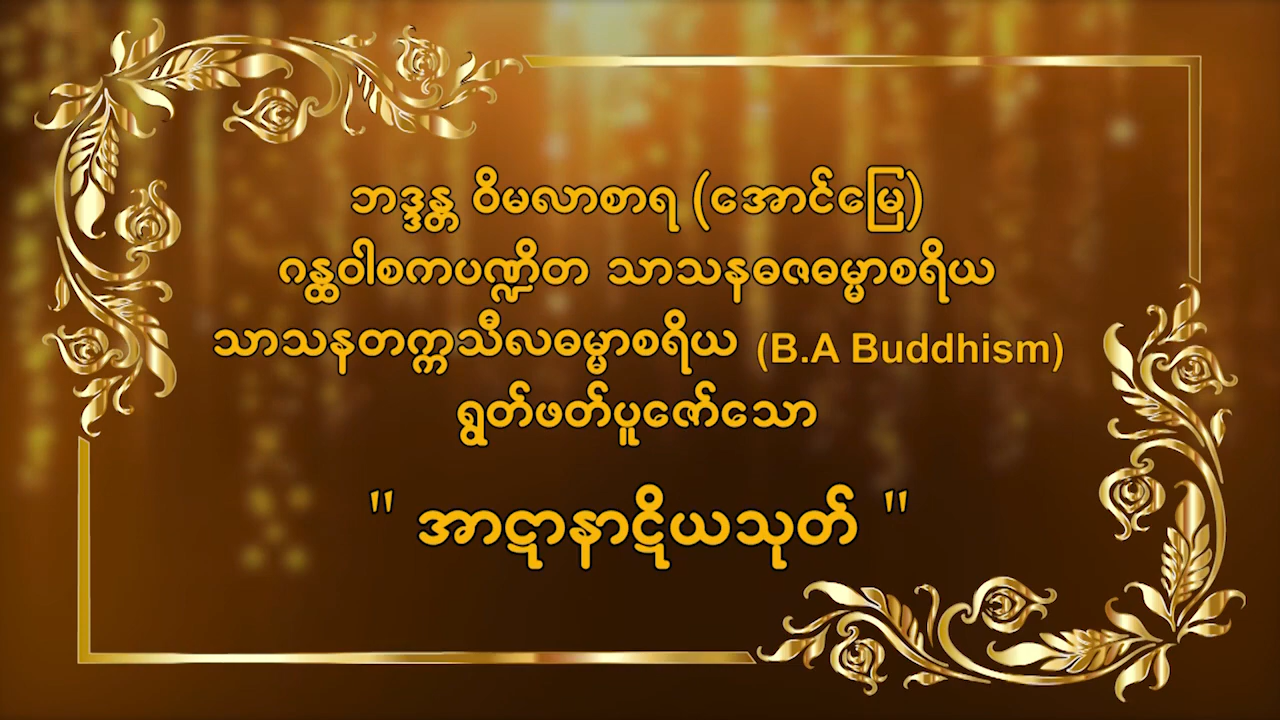 ဘဒ္ဒန္တ ဝိမလာစာရ (အောင်မြေ)
ဂန္ထဝါစကပဏ္ဍိတ သာသနဓဇဓမ္မာစရိယ
သာသနတက္ကသီလဓမ္မာစရိယ (B.A Buddhism)
ရွတ်ဖတ်ပူဇော်သော
" အာဋာနာဋိယသုတ် "